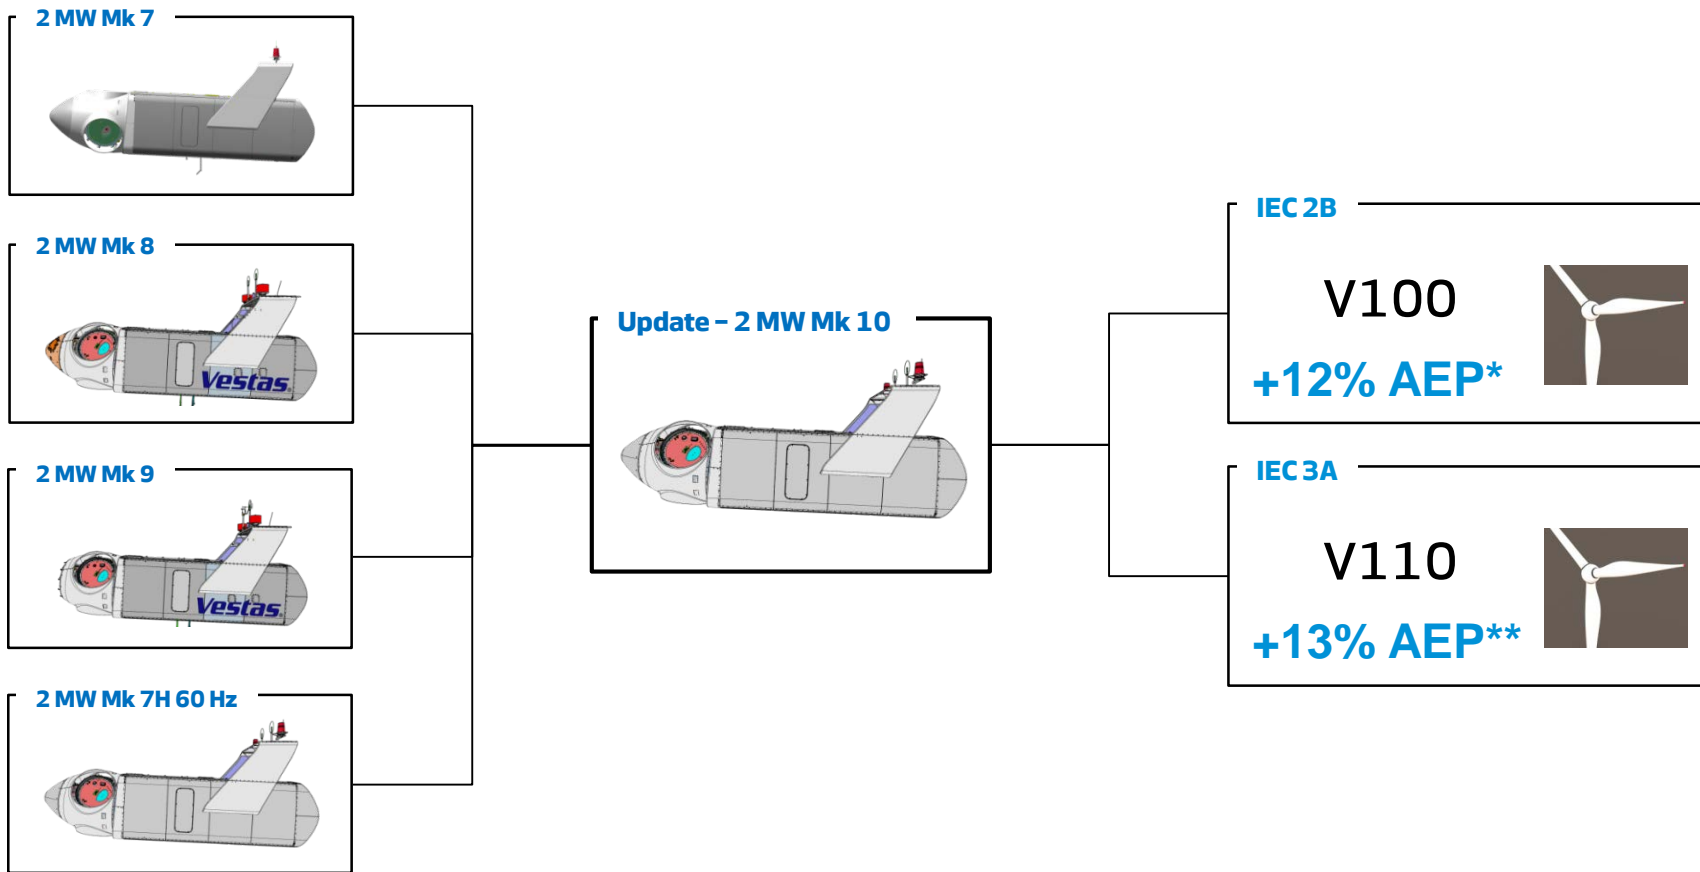 2 MW Mk 7
2 MW Mk 8
Vestas
2 MW Mk 9
Vestas
2 MW Mk 7H 60 Hz
Update – 2 MW Mk 10
IEC 2B
V100
+12% AEP*
IEC 3A
V110
+13% AEP**